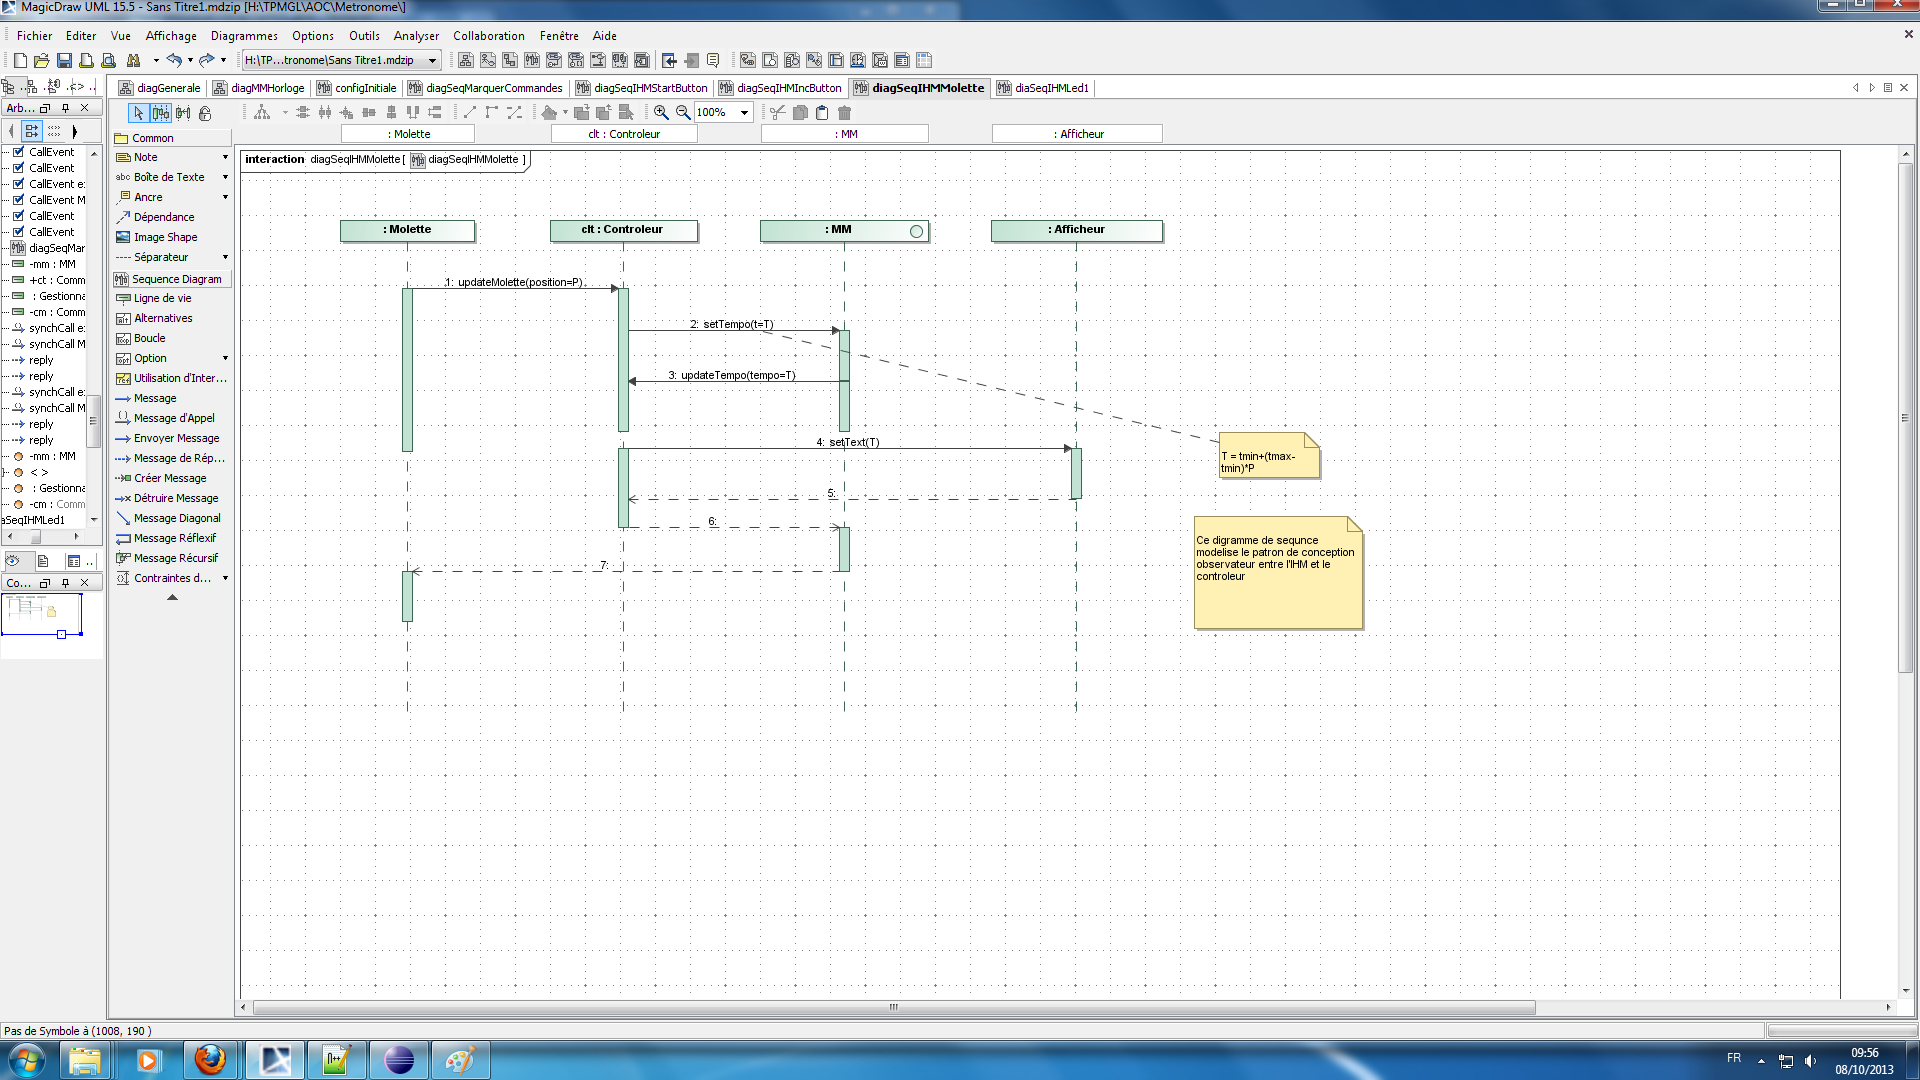 MagicDraw UML 15.5 - Sans Titre1.mdzip [H:\TPMGL\AOC\Metronome\]
Fichier Editer Vue Affichage Diagrammes Options Outils Analyser Collaboration Fenêtre Aide
H:\TP...tronome\Sans Titre1.mdzip
diagGenerale diagMMHorloge configInitiale diagSeqMarquerCommandes diagSeqIHMStartButton diagSeqIHMIncButton diagSeqIHMMolette diaSeqIHMLed1
Arb...
100%
: Molette clt : Controleur : MM : Afficheur
CallEvent
CallEvent
CallEvent e:
CallEvent M
CallEvent
CallEvent
diagSeqMar
-mm : MM
+ct : Comm
: Gestionna
-cm : Comm
synchCall e:
synchCall M
reply
reply
synchCall e:
synchCall M
reply
reply
-mm : MM
< >
: Gestionna
-cm : Comm
aSeqIHMLed1
Co...
Common
Note
Boîte de Texte
Ancre
Dépendance
Image Shape
Séparateur
Sequence Diagram
Ligne de vie
Alternatives
Boucle
Option
Utilisation d'Inter...
Message
Message d'Appel
Envoyer Message
Message de Rép...
Créer Message
Détruire Message
Message Diagonal
Message Réflexif
Message Récursif
Contraintes d...
interaction diagSeqIHMMolette [ diagSeqIHMMolette ]
: Molette
clt : Controleur
: MM
: Afficheur
1: updateMolette(position=P)
2: setTempo(t=T)
3: updateTempo(tempo=T)
4: setText(T)
5:
6:
7:
T = tmin+(tmax-
tmin)*P
Ce digramme de sequnce
modelise le patron de conception
observateur entre l'IHM et le
controleur
Pas de Symbole à (1008, 190 )
FR
09:56
08/10/2013